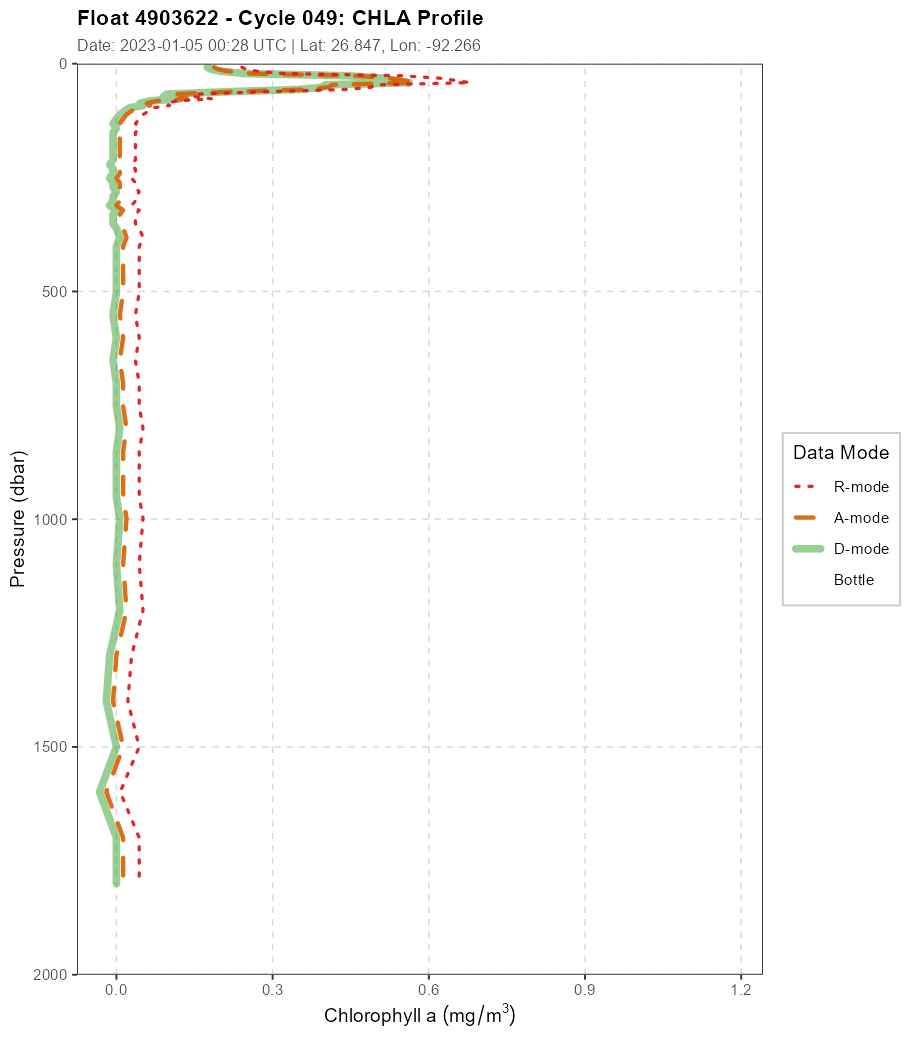 Float 4903622 - Cycle 049: CHLA Profile
Date: 2023-01-05 00:28 UTC | Lat: 26.847, Lon: -92.266
0
500
1000
1500
2000
Pressure (dbar)
0.0 0.3 0.6 0.9 1.2
Chlorophyll a (mg/m³)
Data Mode
R-mode
A-mode
D-mode
Bottle